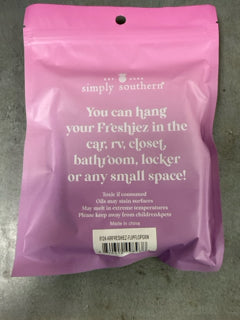 EST 2005
simply southern®
You can hang
your Freshiez in the
car, rv, closet,
bathroom, locker
or any small space!
Toxic if consumed
Oils may stain surfaces
May melt in extreme temperatures
Please keep away from children&pets
Made in china